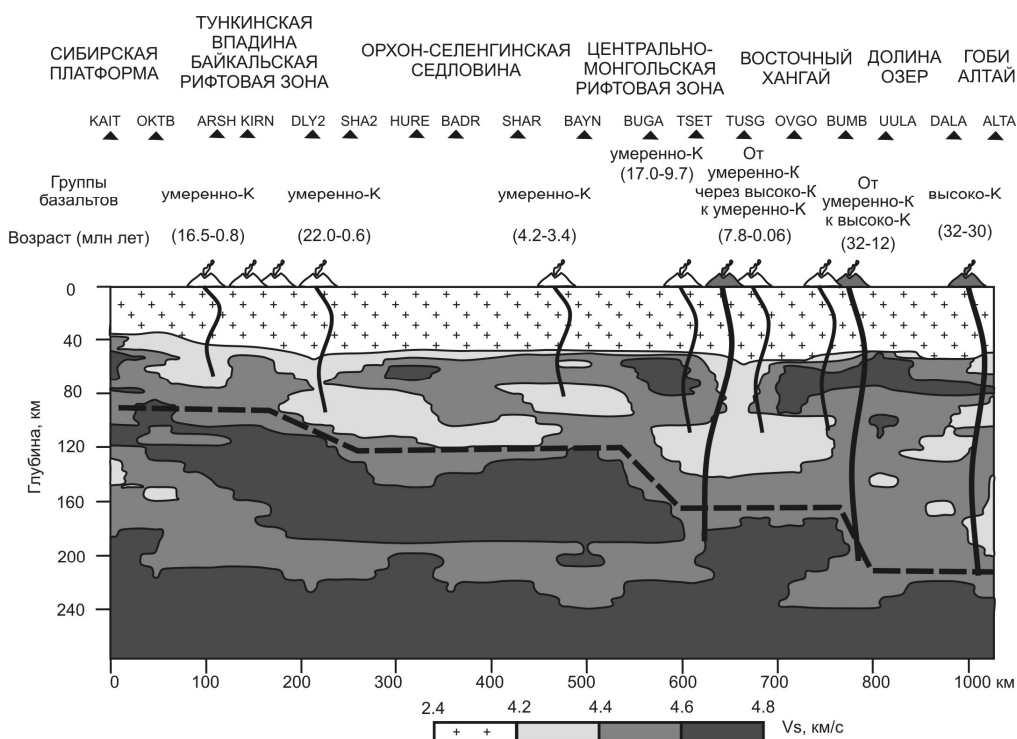 СИБИРСКАЯ
ПЛАТФОРМА
ТУНКИНСКАЯ
ВПАДИНА
БАЙКАЛЬСКАЯ
РИФТОВАЯ ЗОНА
ОРХОН-СЕЛЕНГИНСКАЯ
СЕДЛОВИНА
ЦЕНТРАЛЬНО-
МОНГОЛЬСКАЯ
РИФТОВАЯ ЗОНА
ВОСТОЧНЫЙ
ХАНГАЙ
ДОЛИНА
ОЗЕР
ГОБИ
АЛТАЙ
KAIT OKTB ARSH KIRN DLY2 SHA2 HURE BADR SHAR BAYN BUGA TSET TUSG OVGO BUMB UULA DALA ALTA
Группы
базальтов
умеренно-К
умеренно-К
умеренно-К
умеренно-К
(17.0-9.7)
От
умеренно-К
через высоко-К
к умеренно-К
От
умеренно-К
к высоко-К
высоко-К
Возраст (млн лет)
(16.5-0.8)
(22.0-0.6)
(4.2-3.4)
(7.8-0.06)
(32-12)
(32-30)
Глубина, км
0
40
80
120
160
200
240
0 100 200 300 400 500 600 700 800 900 1000 км
2.4 4.2 4.4 4.6 4.8
Vs, км/с